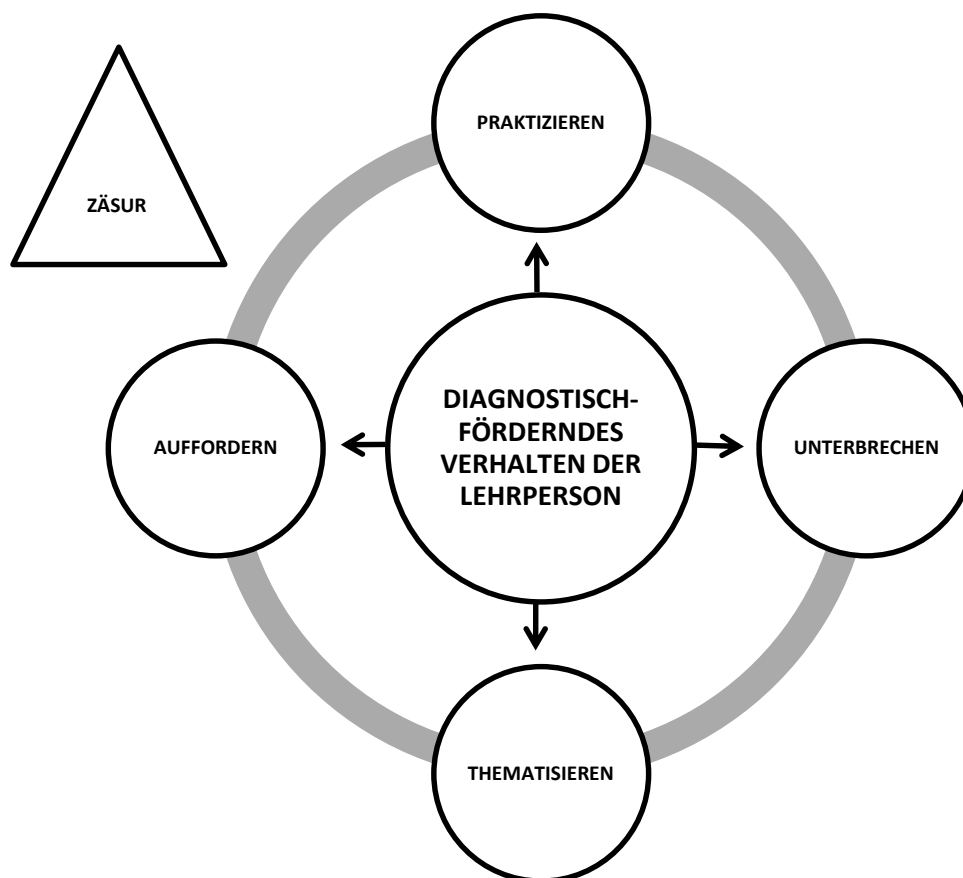 PRAKTIZIEREN
ZÄSUR
DIAGNOSTISCH-
FÖRDERNDES
VERHALTEN DER
LEHRPERSON
AUFFORDERN
UNTERBRECHEN
THEMATISIEREN